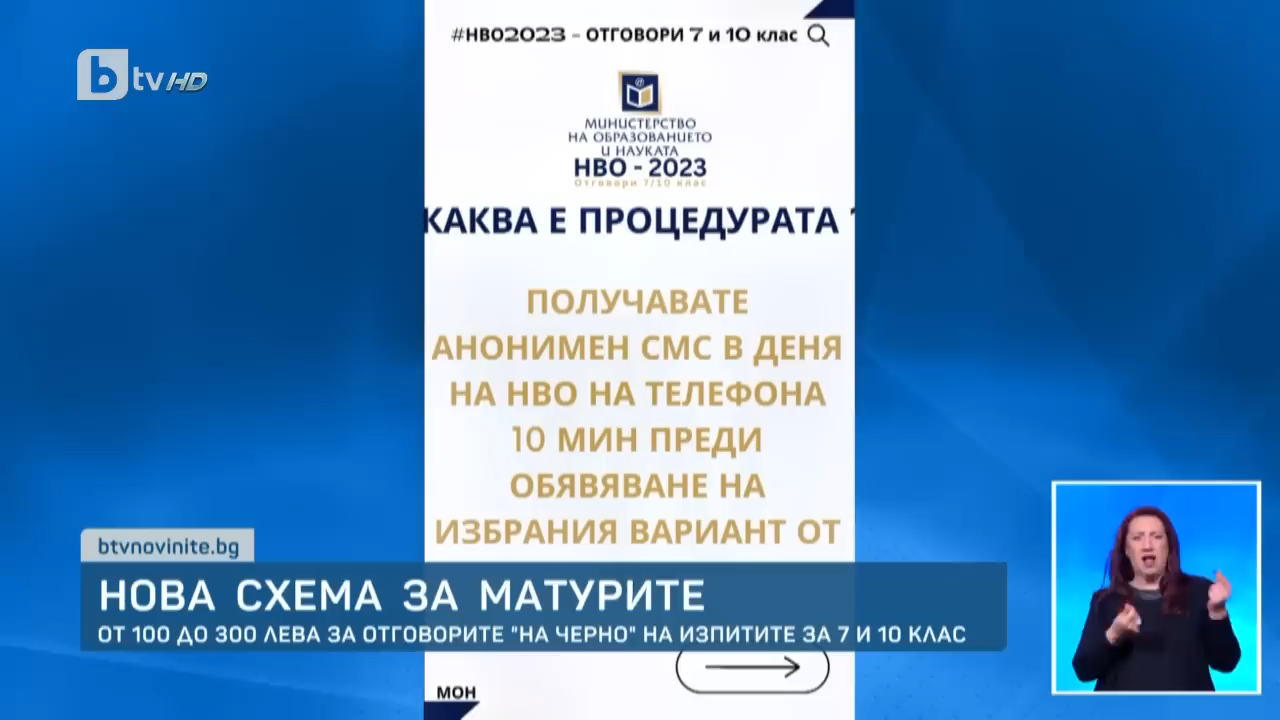 #НВО2023 - ОТГОВОРИ 7 и 10 клас
btvHD
МИНИСТЕРСТВО
НА ОБРАЗОВАНИЕТО
И НАУКАТА
НВО - 2023
Отговори 7/10 клас
КАКВА Е ПРОЦЕДУРАТА ?
ПОЛУЧАВАТЕ
АНОНИМЕН СМС В ДЕНЯ
НА НВО НА ТЕЛЕФОНА
10 МИН ПРЕДИ
ОБЯВЯВАНЕ НА
ИЗБРАНИЯ ВАРИАНТ ОТ
btvnovinite.bg
НОВА СХЕМА ЗА МАТУРИТЕ
ОТ 100 ДО 300 ЛЕВА ЗА ОТГОВОРИТЕ "НА ЧЕРНО" НА ИЗПИТИТЕ ЗА 7 И 10 КЛАС
МОН